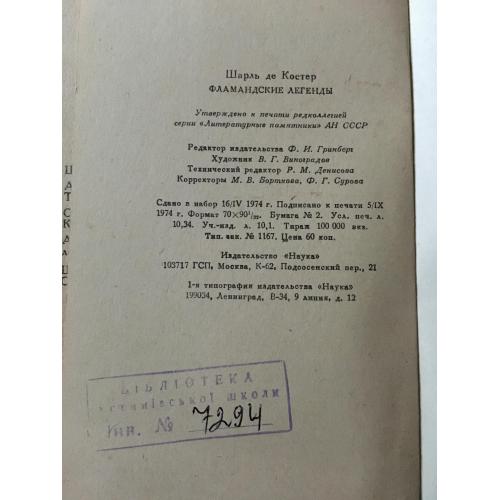 Шарль де Костер
ФЛАМАНДСКИЕ ЛЕГЕНДЫ
Утверждено к печати редколлегией
серии «Литературные памятники» АН СССР
Редактор издательства Ф. И. Гринберг
Художник В. Г. Виноградов
Технический редактор Р. М. Денисова
Корректоры М. В. Борткова, Ф. Г. Сурова
Сдано в набор 16/IV 1974 г. Подписано к печати 5/IX
1974 г. Формат 70×90¹/₃₂. Бумага № 2. Усл. печ. л.
10,34. Уч.-изд. л. 10,1. Тираж 100 000 экз.
Тип. зак. № 1167. Цена 60 коп.
Издательство «Наука»
103717 ГСП, Москва, К-62, Подсосенский пер., 21
1-я типография издательства «Наука»
199034, Ленинград, В-34, 9 линия, д. 12
БІБЛІОТЕКА
школи
Інв. № 7294